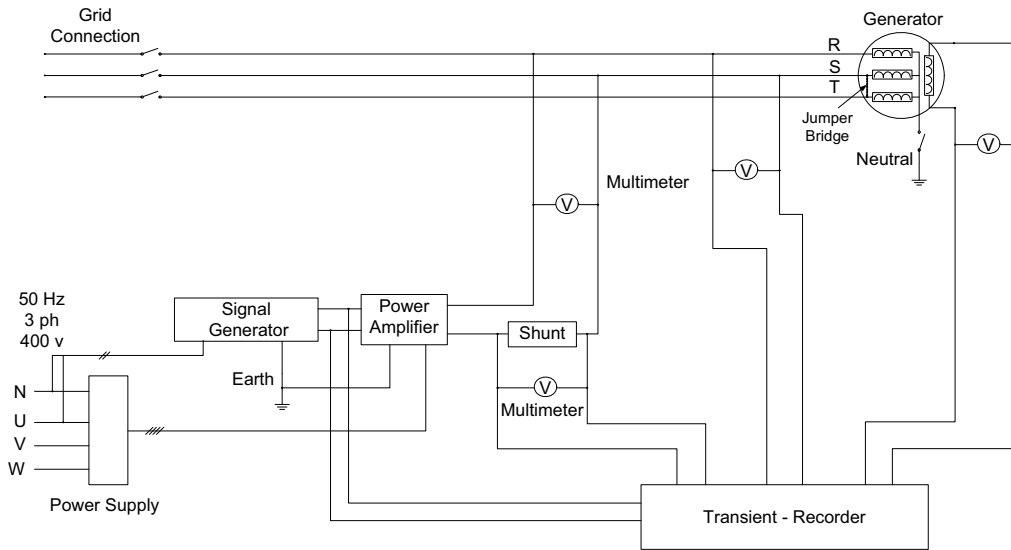 Grid
Connection
Generator
R
S
T
Jumper
Bridge
V
Neutral
V
Multimeter
V
50 Hz
3 ph
400 v
Signal
Generator
Power
Amplifier
Shunt
Earth
N
U
V
W
V
Multimeter
Power Supply
Transient - Recorder